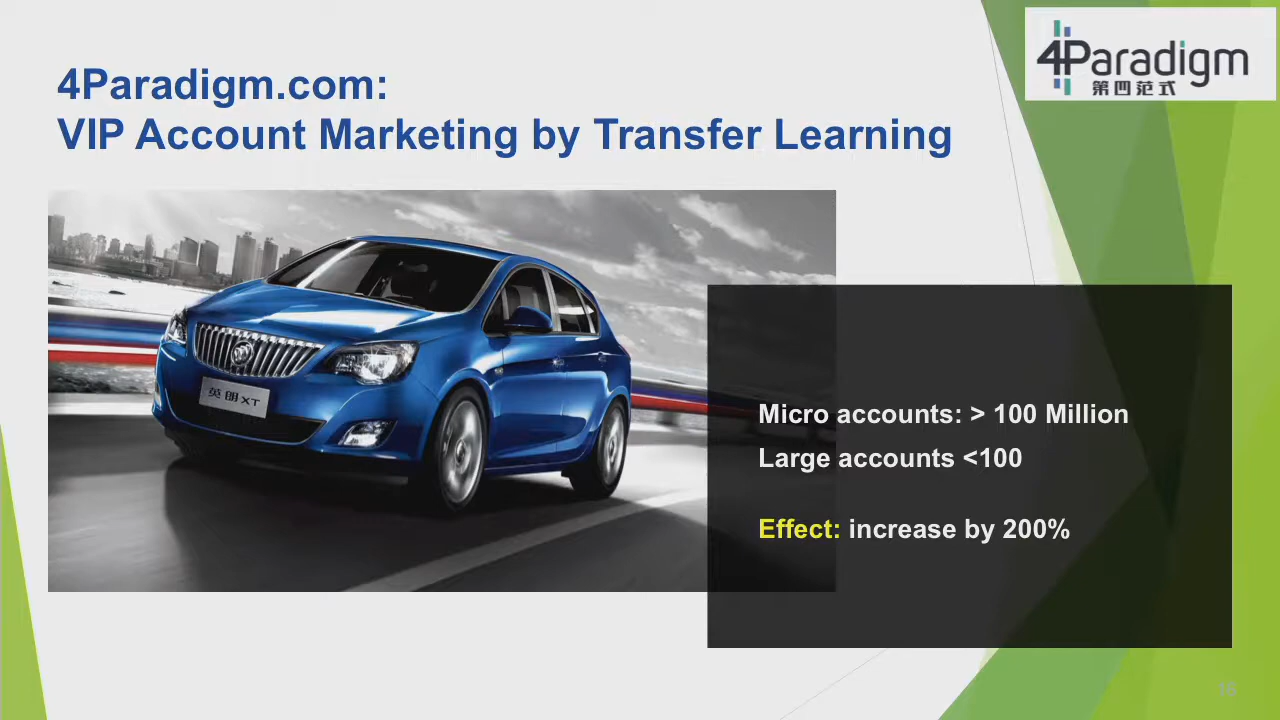 4Paradigm.com:
VIP Account Marketing by Transfer Learning
4Paradigm
第四范式
英朗XT
Micro accounts: > 100 Million
Large accounts <100
Effect: increase by 200%
16